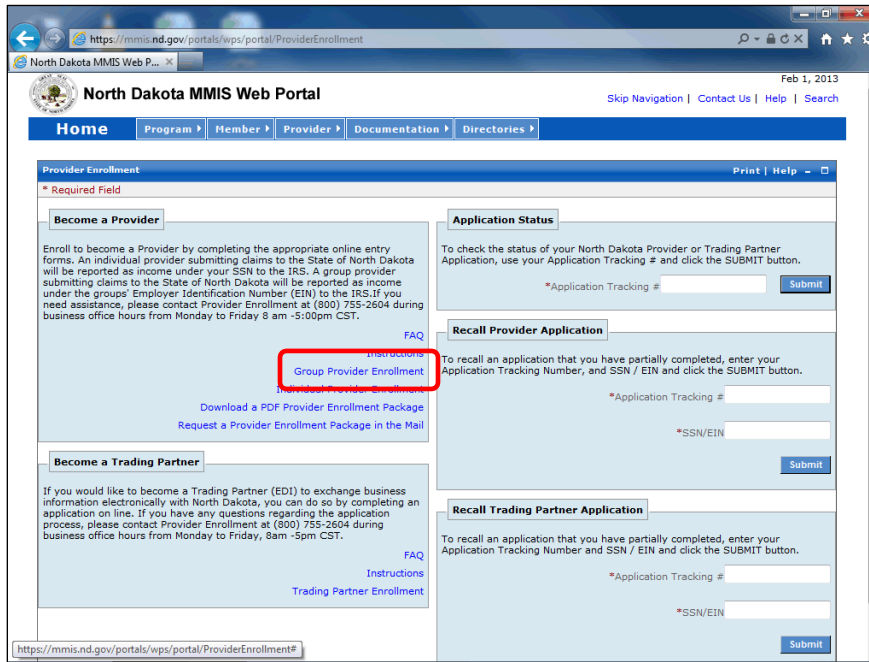 https://mmis.nd.gov/portals/wps/portal/ProviderEnrollment
North Dakota MMIS Web P...
Feb 1, 2013
North Dakota MMIS Web Portal
Skip Navigation | Contact Us | Help | Search
Home Program Member Provider Documentation Directories
Provider Enrollment Print | Help
* Required Field
Become a Provider
Enroll to become a Provider by completing the appropriate online entry
forms. An individual provider submitting claims to the State of North Dakota
will be reported as income under your SSN to the IRS. A group provider
submitting claims to the State of North Dakota will be reported as income
under the groups' Employer Identification Number (EIN) to the IRS.If you
need assistance, please contact Provider Enrollment at (800) 755-2604 during
business office hours from Monday to Friday 8 am -5:00pm CST.
FAQ
Instructions
Group Provider Enrollment
Individual Provider Enrollment
Download a PDF Provider Enrollment Package
Request a Provider Enrollment Package in the Mail
Become a Trading Partner
If you would like to become a Trading Partner (EDI) to exchange business
information electronically with North Dakota, you can do so by completing an
application on line. If you have any questions regarding the application
process, please contact Provider Enrollment at (800) 755-2604 during
business office hours from Monday to Friday, 8am -5pm CST.
FAQ
Instructions
Trading Partner Enrollment
Application Status
To check the status of your North Dakota Provider or Trading Partner
Application, use your Application Tracking # and click the SUBMIT button.
*Application Tracking # Submit
Recall Provider Application
To recall an application that you have partially completed, enter your
Application Tracking Number, and SSN / EIN and click the SUBMIT button.
*Application Tracking #
*SSN/EIN
Submit
Recall Trading Partner Application
To recall an application that you have partially completed, enter your
Application Tracking Number and SSN / EIN and click the SUBMIT button.
*Application Tracking #
*SSN/EIN
Submit
https://mmis.nd.gov/portals/wps/portal/ProviderEnrollment#